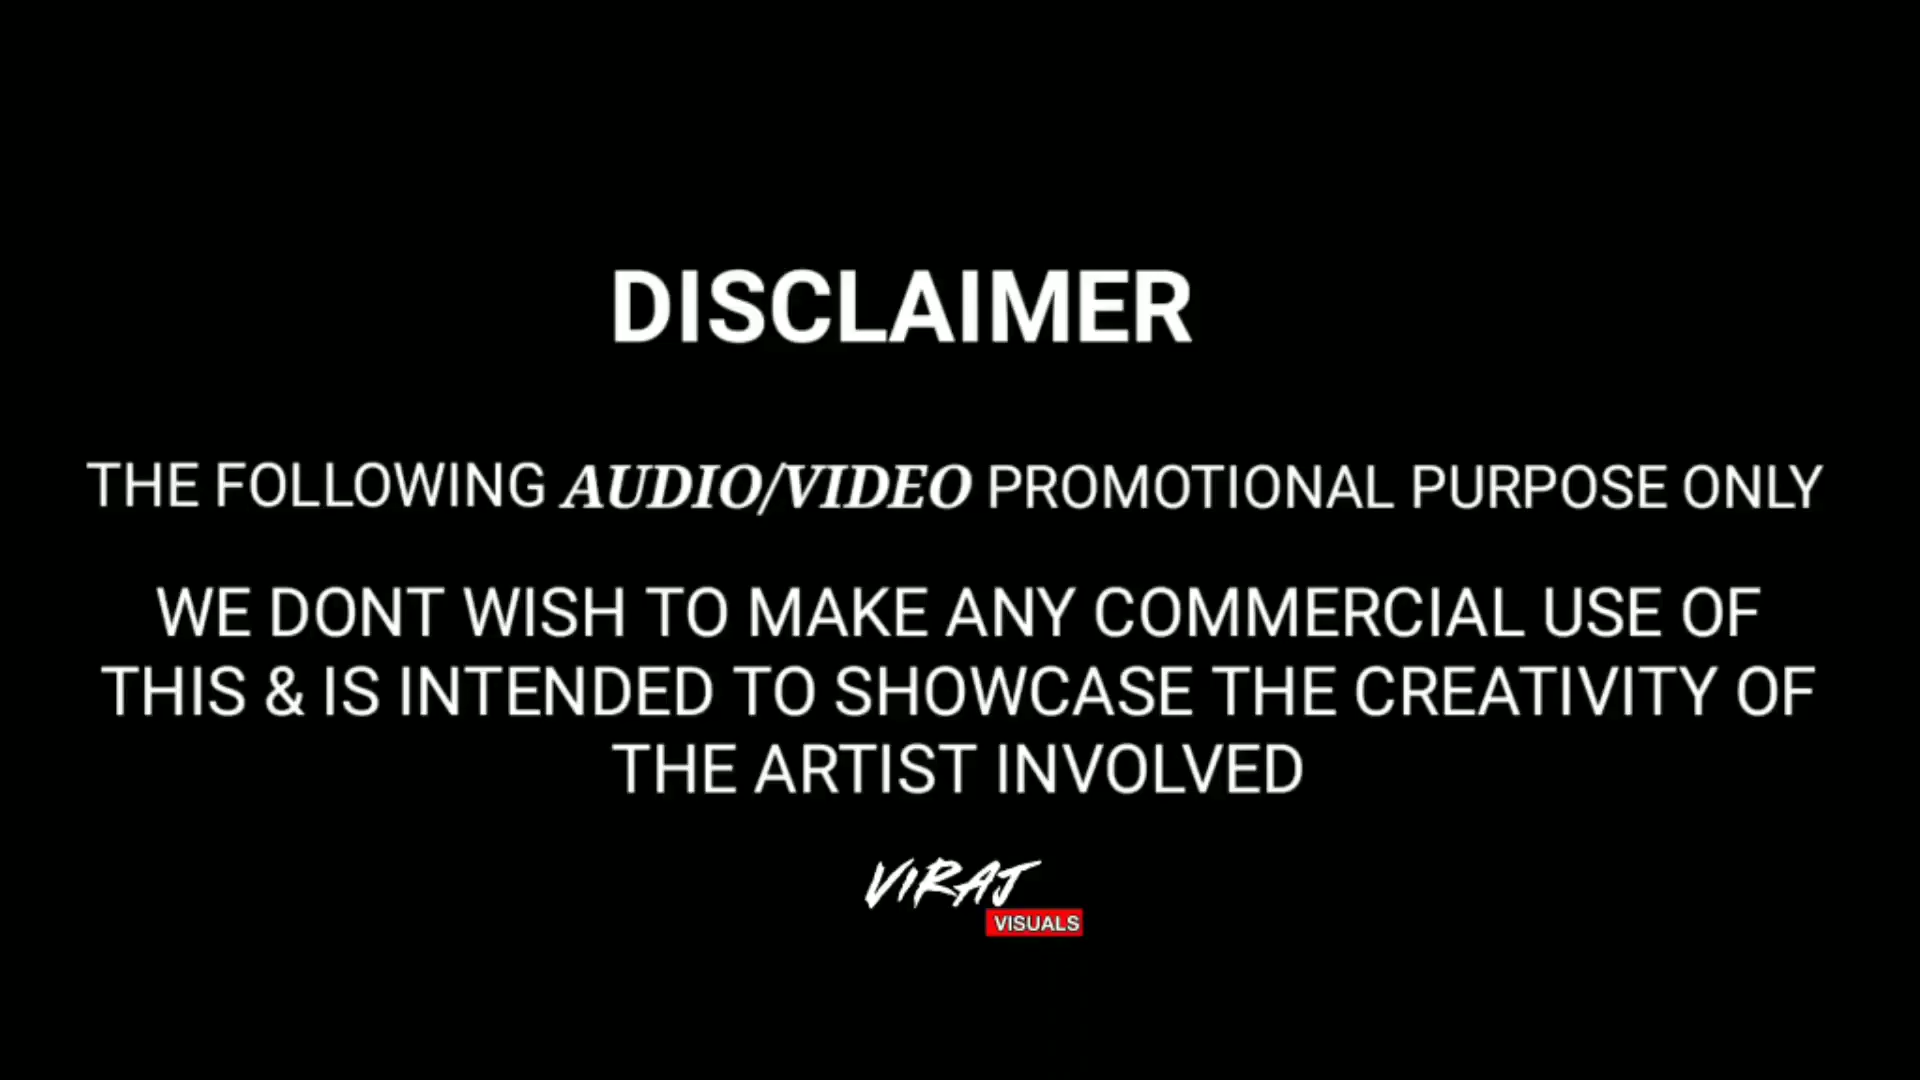 DISCLAIMER
THE FOLLOWING AUDIO/VIDEO PROMOTIONAL PURPOSE ONLY
WE DONT WISH TO MAKE ANY COMMERCIAL USE OF
THIS & IS INTENDED TO SHOWCASE THE CREATIVITY OF
THE ARTIST INVOLVED
VIRAJ
VISUALS